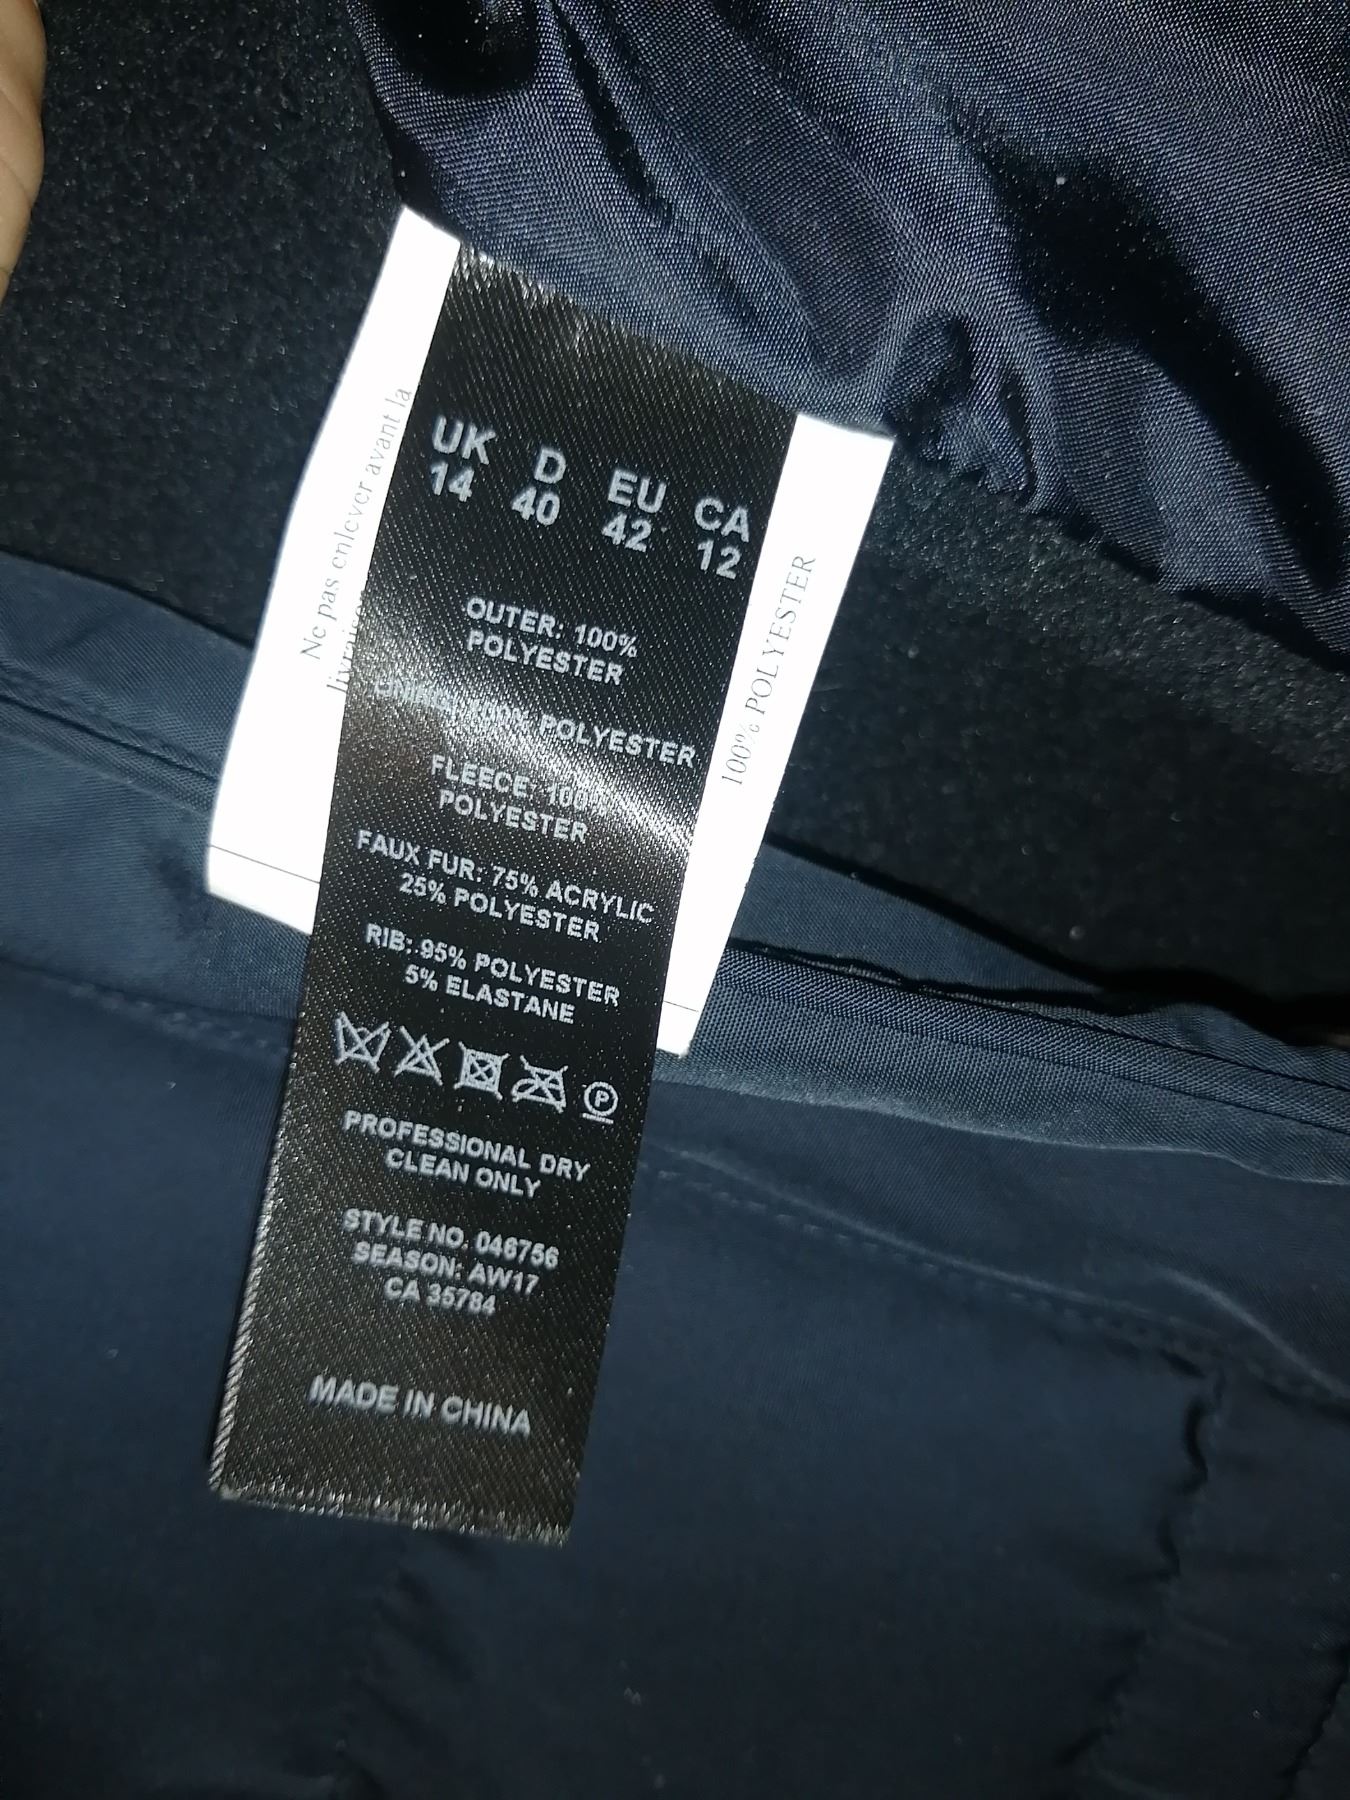 UK D EU CA
14 40 42 12
OUTER: 100%
POLYESTER
POLYESTER
FLEECE: 100%
POLYESTER
FAUX FUR: 75% ACRYLIC
25% POLYESTER
RIB: 95% POLYESTER
5% ELASTANE
P
PROFESSIONAL DRY
CLEAN ONLY
STYLE NO. 046756
SEASON: AW17
CA 35784
MADE IN CHINA
Ne pas enlever avant la
100% POLYESTER